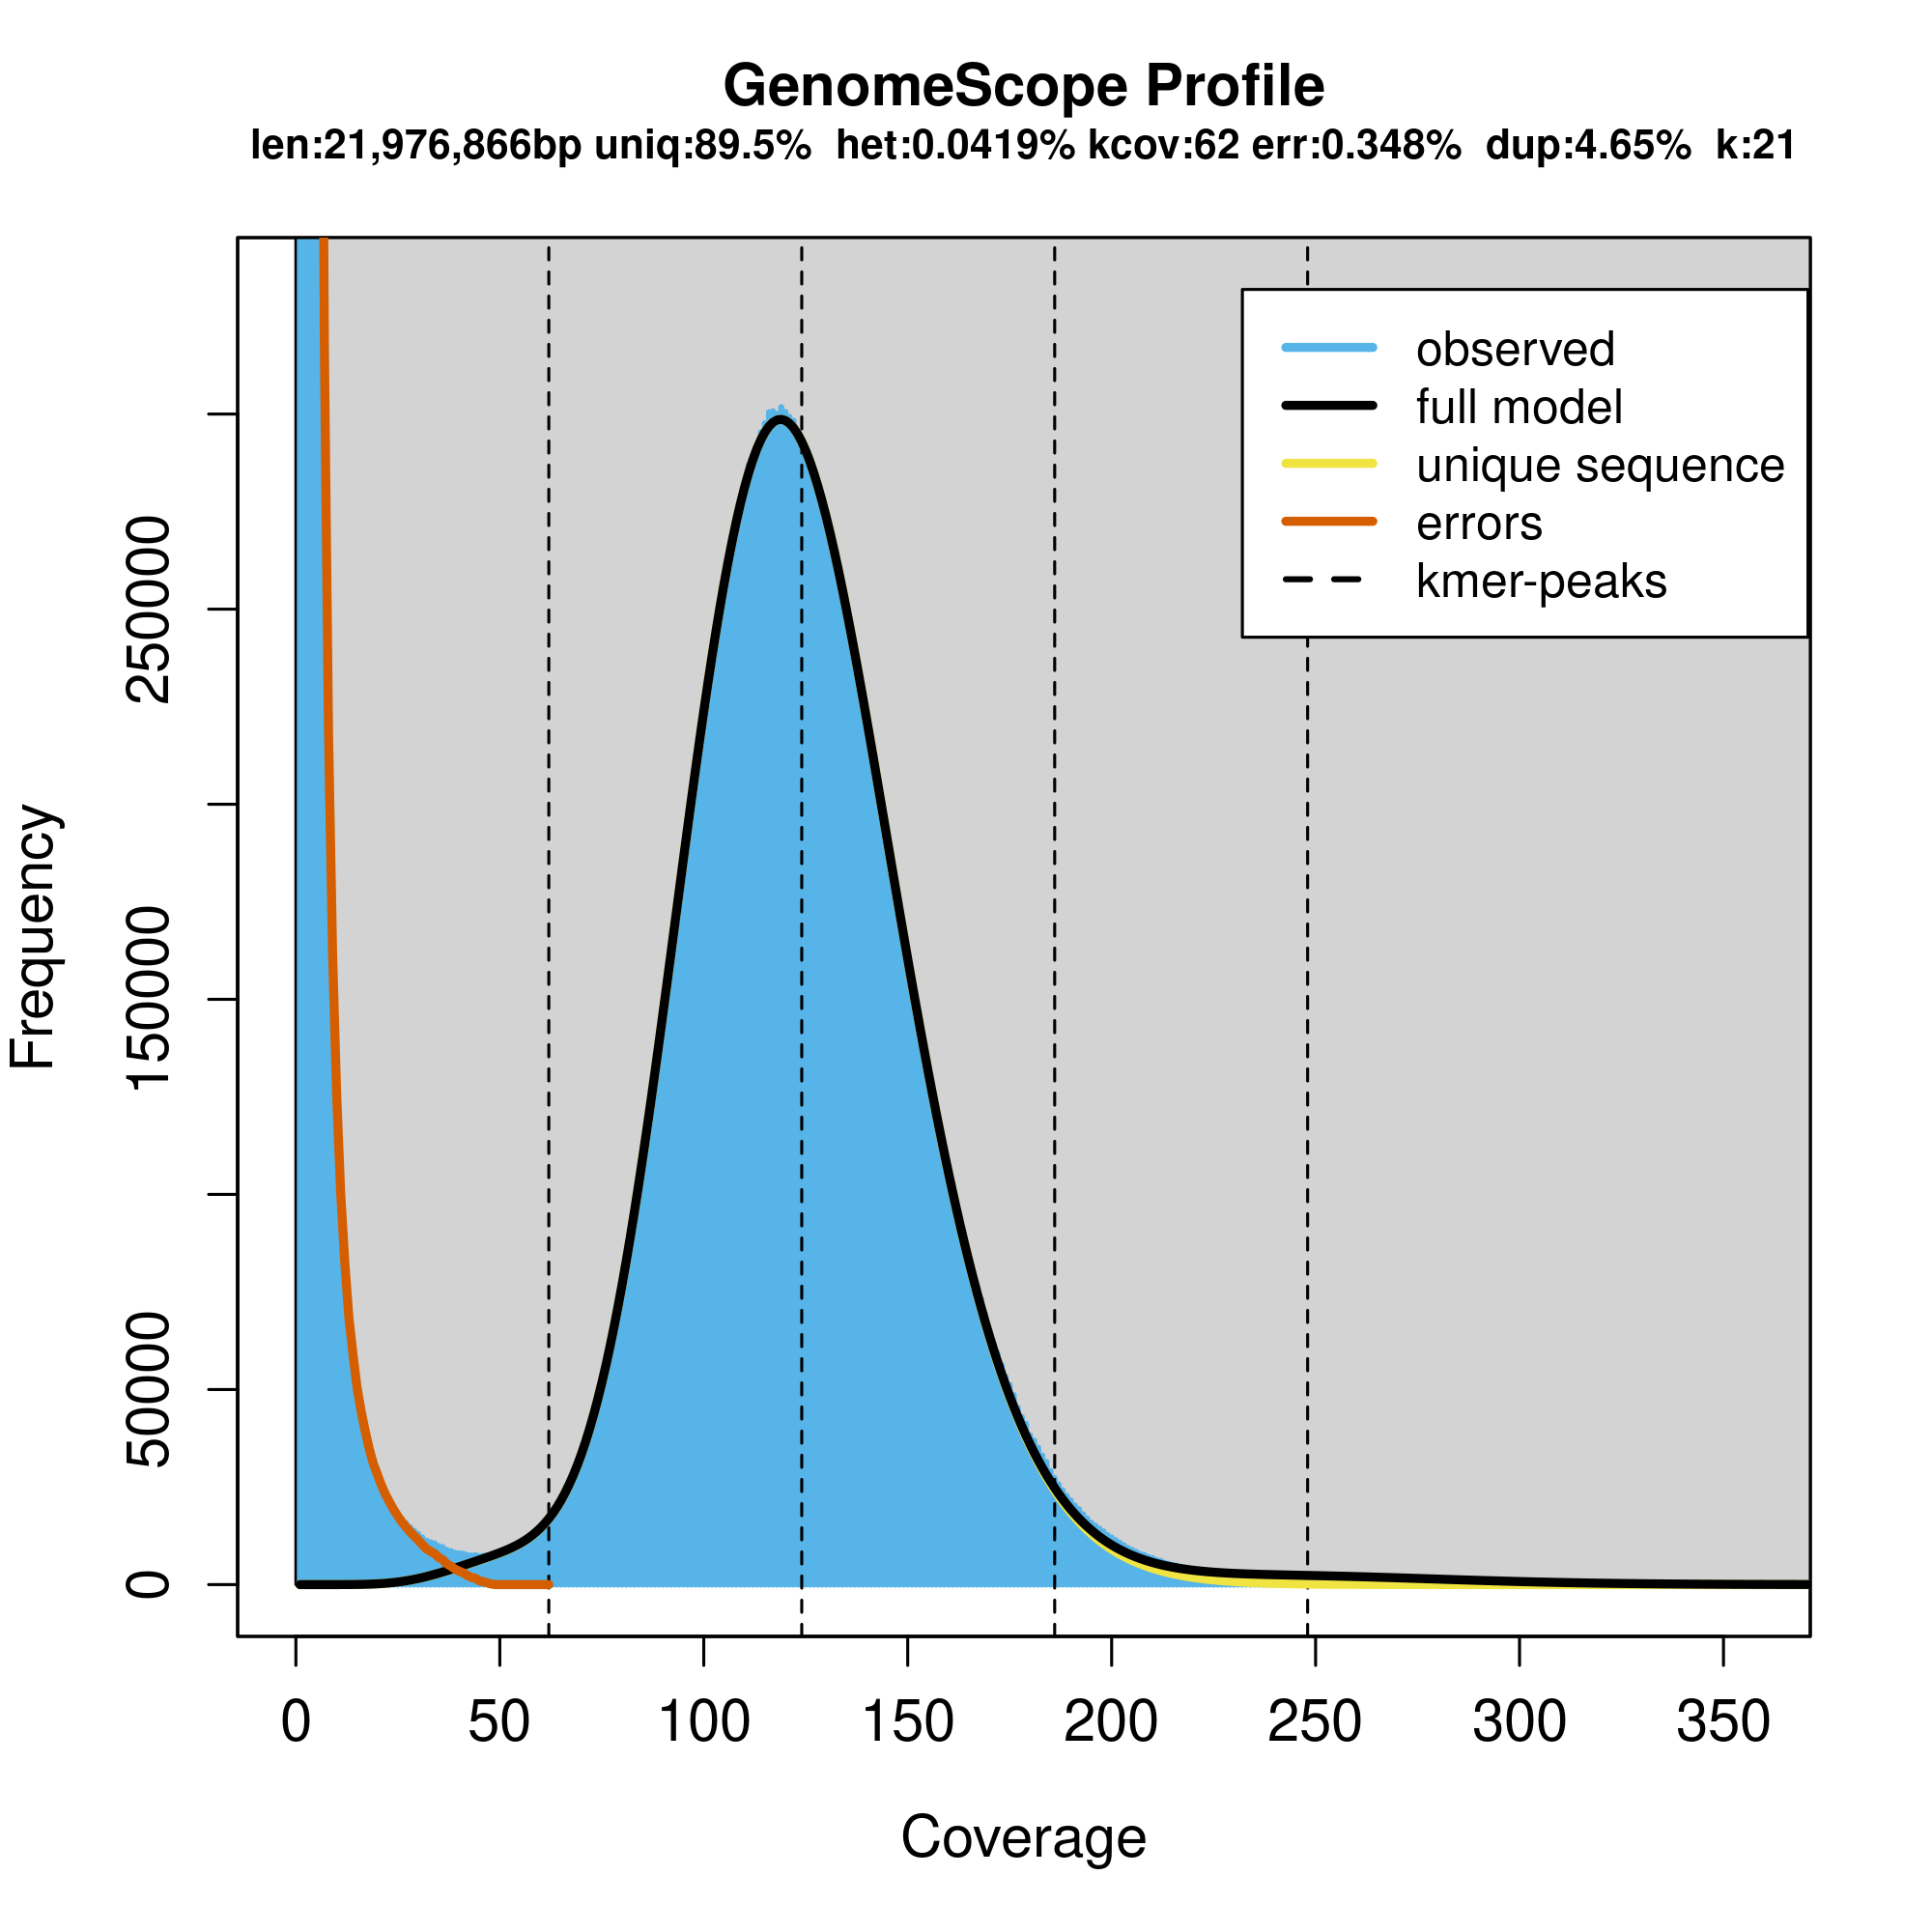 GenomeScope Profile
len:21,976,866bp uniq:89.5% het:0.0419% kcov:62 err:0.348% dup:4.65% k:21
observed
full model
unique sequence
errors
kmer-peaks
Frequency
250000
150000
50000
0
0 50 100 150 200 250 300 350
Coverage